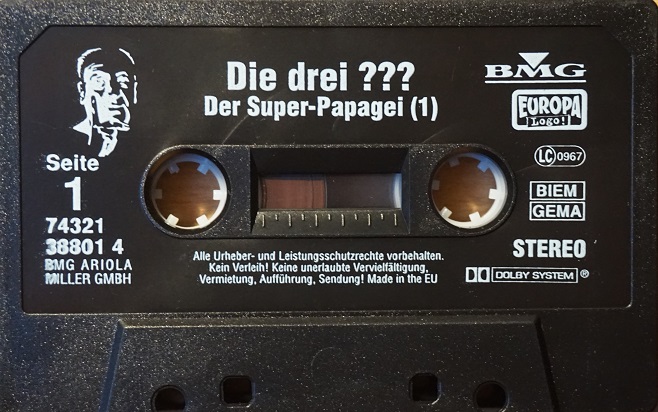 Die drei ???
Der Super-Papagei (1)
BMG
EUROPA
Logo!
LC 0967
BIEM
GEMA
Seite
1
74321
38801 4
BMG ARIOLA
MILLER GMBH
Alle Urheber- und Leistungsschutzrechte vorbehalten.
Kein Verleih! Keine unerlaubte Vervielfältigung,
Vermietung, Aufführung, Sendung! Made in the EU
STEREO
DOLBY SYSTEM ®